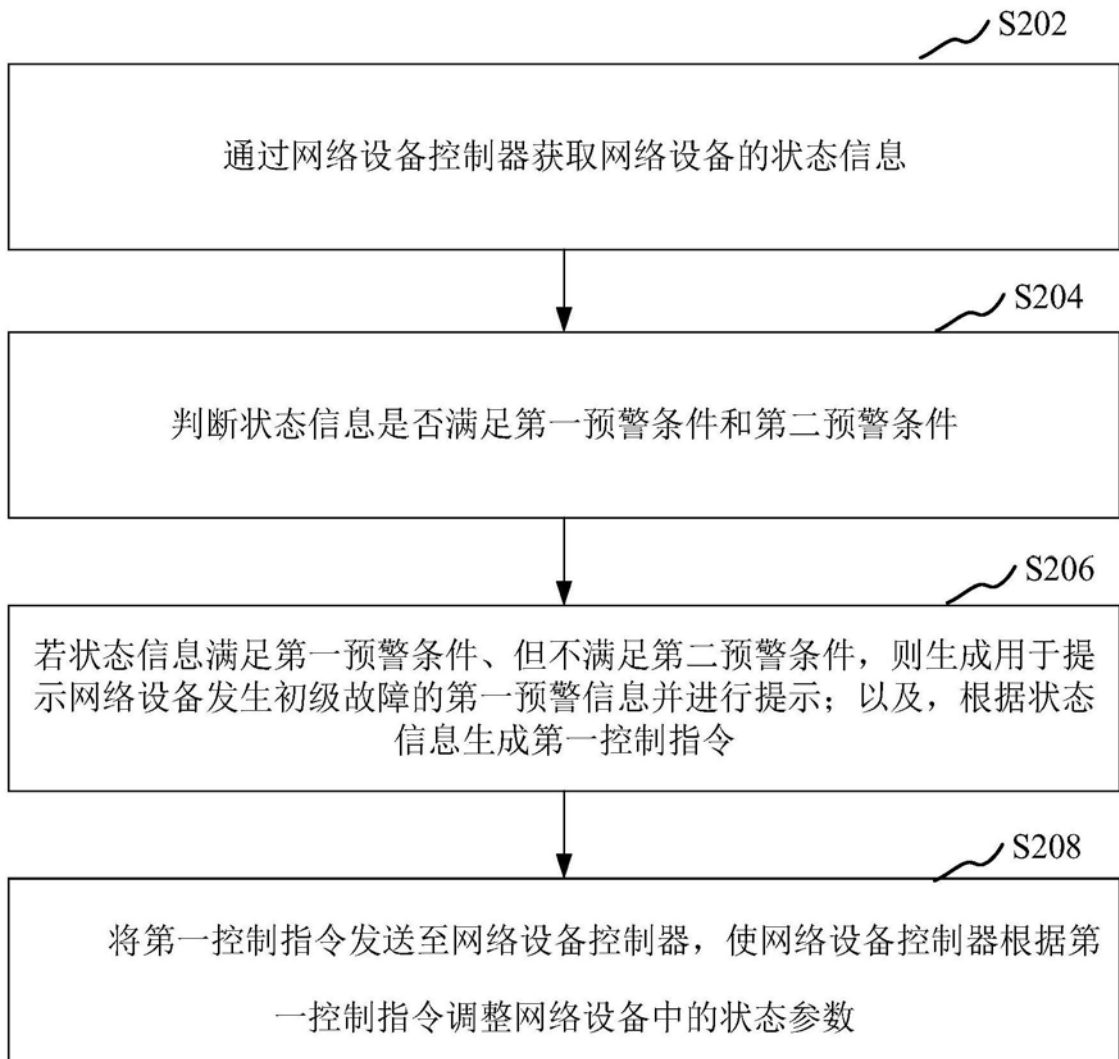 S202
通过网络设备控制器获取网络设备的状态信息
S204
判断状态信息是否满足第一预警条件和第二预警条件
S206
若状态信息满足第一预警条件、但不满足第二预警条件，则生成用于提
示网络设备发生初级故障的第一预警信息并进行提示；以及，根据状态
信息生成第一控制指令
S208
将第一控制指令发送至网络设备控制器，使网络设备控制器根据第
一控制指令调整网络设备中的状态参数